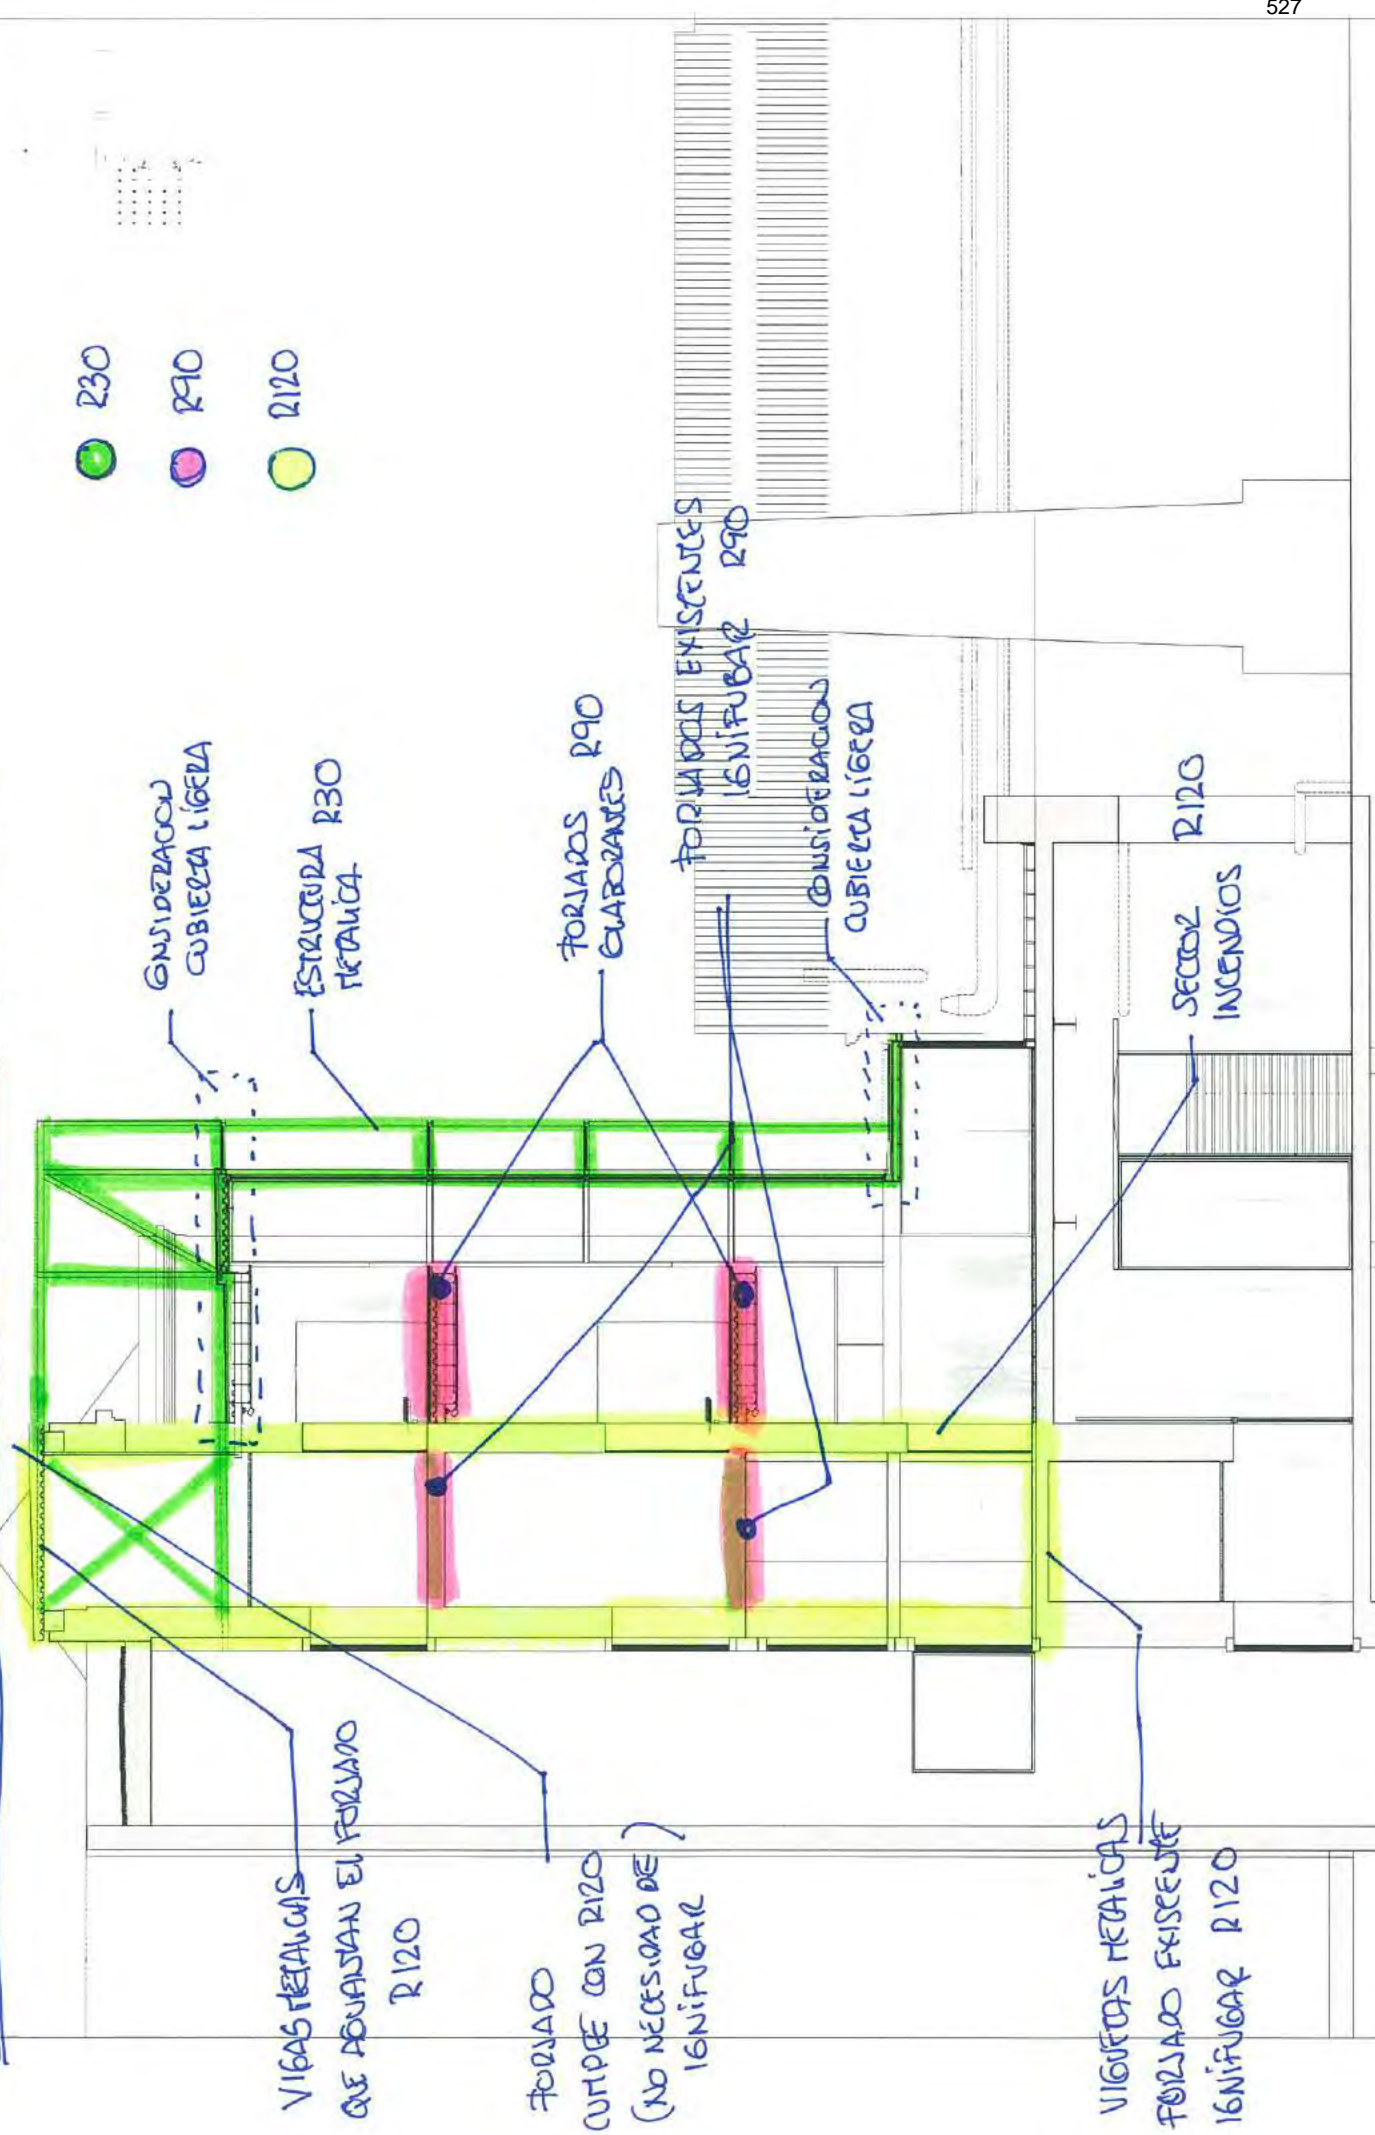 527
R30
R90
R120
CONSIDERACION
CUBIERTA LIGERA
ESTRUCTURA R30
METALICA
FORJADOS R90
COLABORANTES
FORJADOS EXISTENTES
IGNIFUGAR R90
CONSIDERACION
CUBIERTA LIGERA
SECTOR R120
INCENDIOS
VIGAS METALICAS
QUE AGUANTAN EL FORJADO
R120
FORJADO
CUMPLE CON R120
(NO NECESIDAD DE)
IGNIFUGAR
VIGUETAS METALICAS
FORJADO EXISTENTE
IGNIFUGAR R120